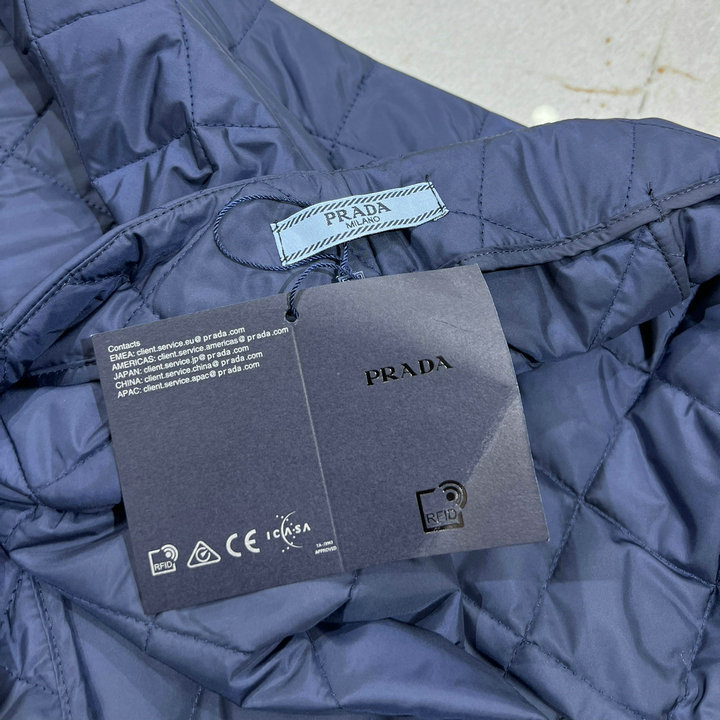 PRADA
MILANO
Contacts
EMEA: client.service.eu@prada.com
AMERICAS: client.service.americas@prada.com
JAPAN: client.service.jp@prada.com
CHINA: client.service.china@prada.com
APAC: client.service.apac@prada.com
PRADA
RFID
RFID
CE
ICASA
APPROVED